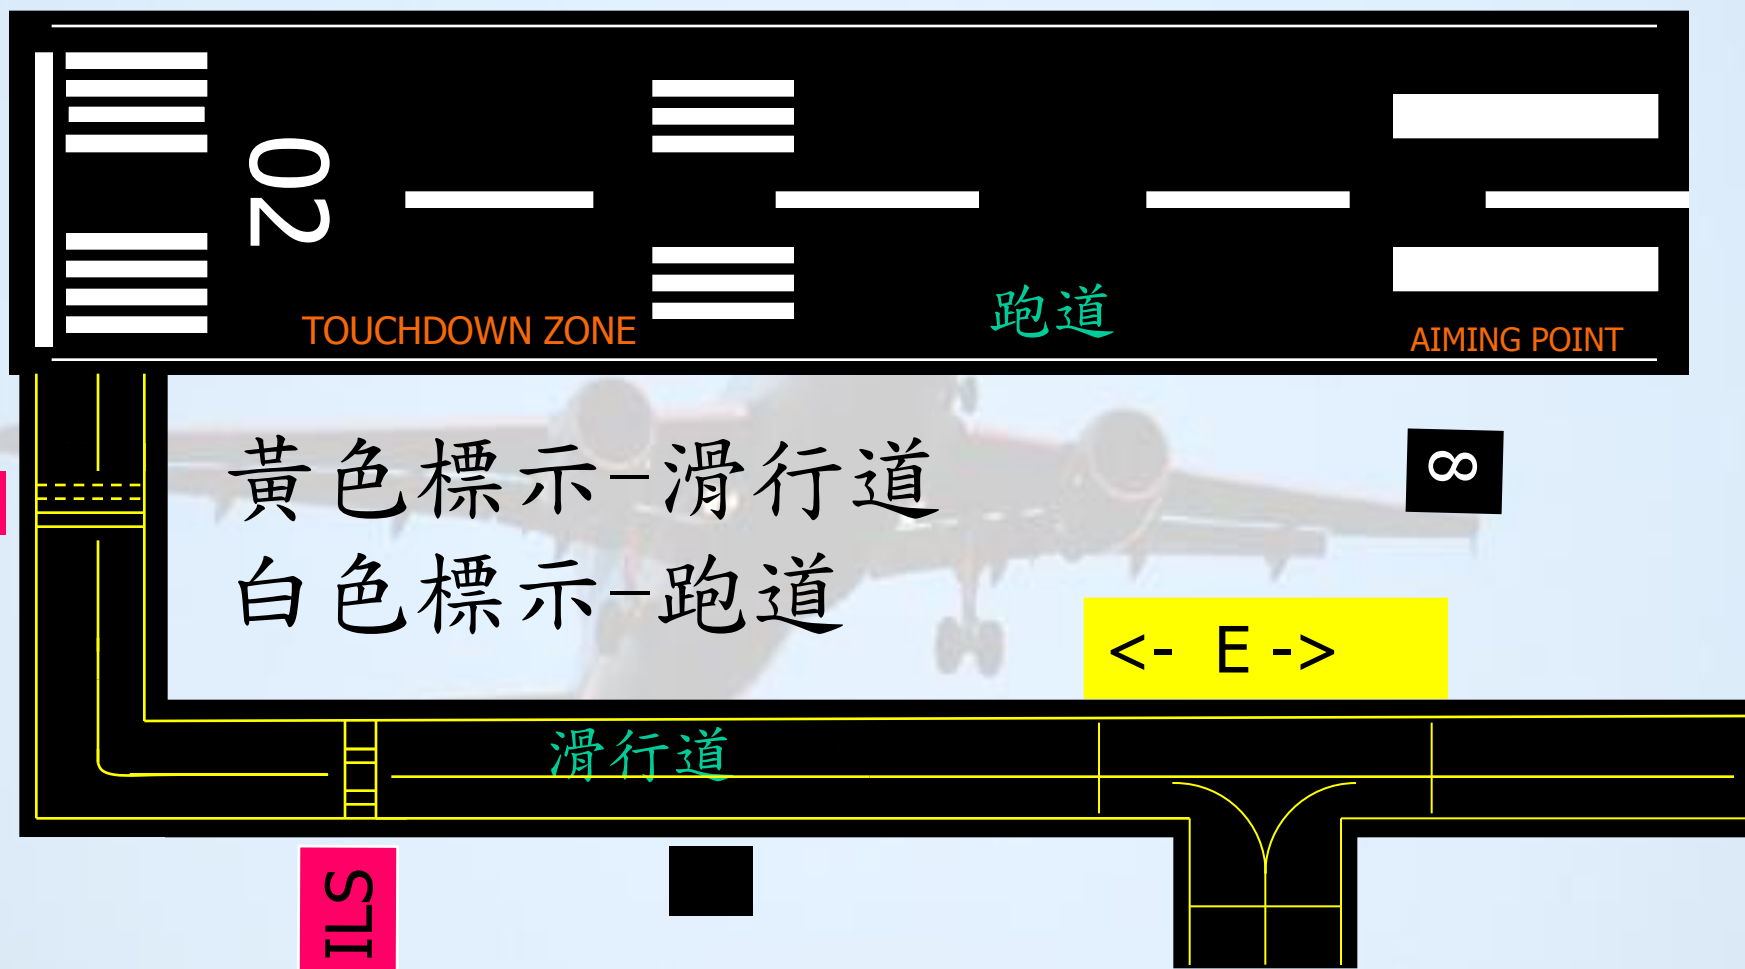 02
TOUCHDOWN ZONE
跑道
AIMING POINT
黃色標示-滑行道
白色標示-跑道
8
<- E ->
滑行道
ILS